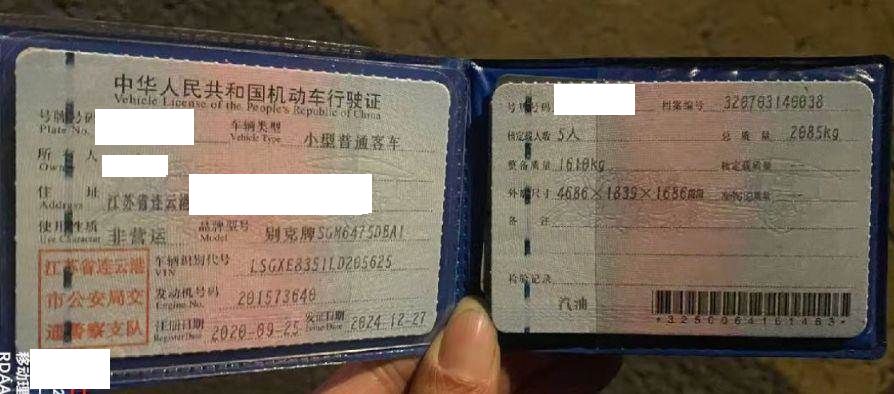 中华人民共和国机动车行驶证
Vehicle License of the People's Republic of China
号牌号码
Plate No.
车辆类型 小型普通客车
Vehicle Type
所有人
Owner
住址 江苏省连云港
Address
使用性质 非营运
Use Character
品牌型号 别克牌SGM6475DBA1
Model
江苏省连云港
市公安局交
通警察支队
车辆识别代号 LSGXE8351LD205625
VIN
发动机号码 201573640
Engine No.
注册日期 2020-09-25
Register Date
发证日期 2024-12-27
Issue Date
号牌号码
档案编号 320703140038
核定载人数 5人
总质量 2085kg
整备质量 1610kg
核定载质量 --
外廓尺寸 4686×1839×1686mm
准牵引总质量 --
备注
检验记录
汽油
RDAA